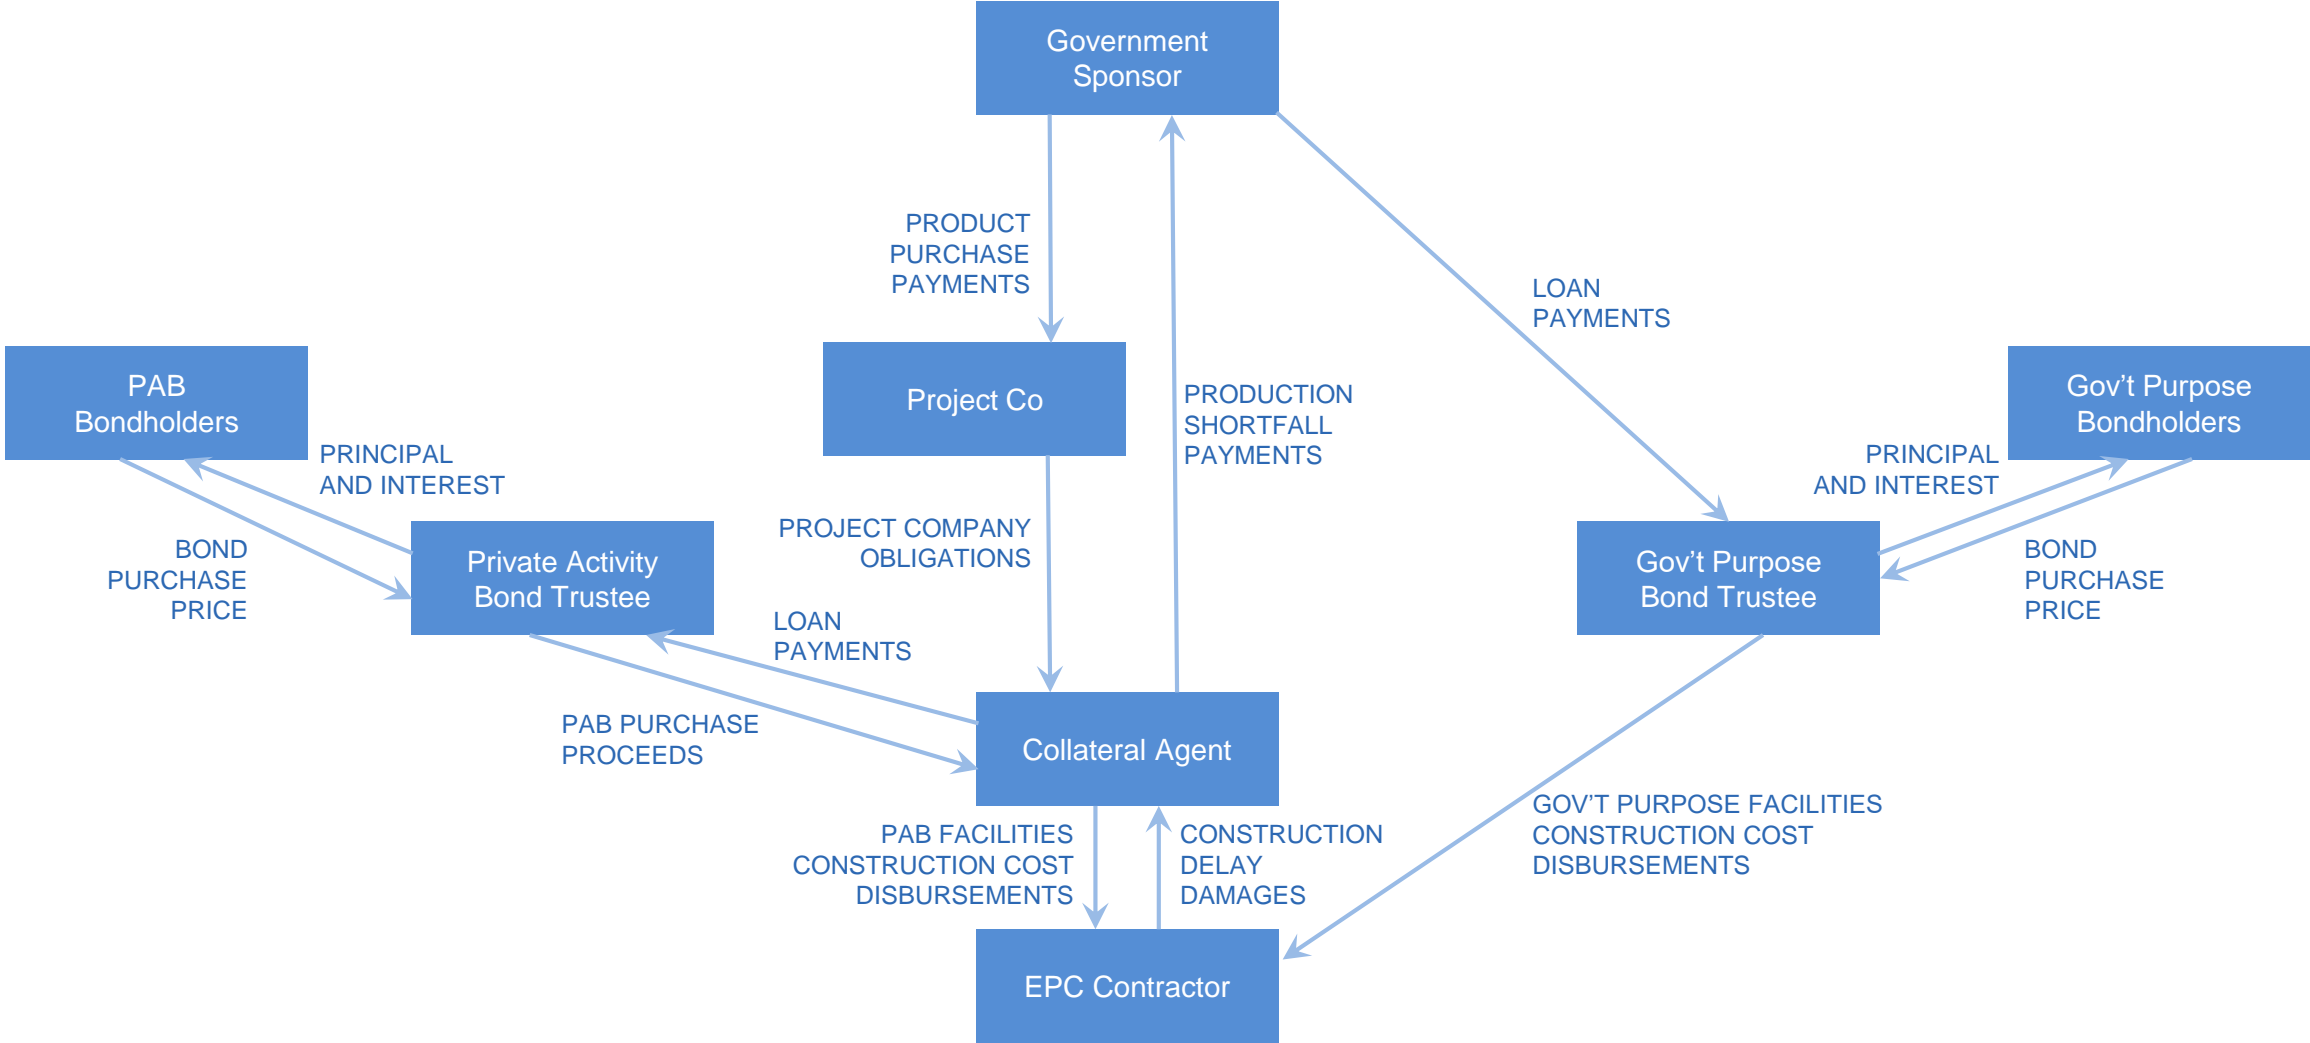 Government
Sponsor
PRODUCT
PURCHASE
PAYMENTS
LOAN
PAYMENTS
PAB
Bondholders
Project Co
PRODUCTION
SHORTFALL
PAYMENTS
Gov’t Purpose
Bondholders
PRINCIPAL
AND INTEREST
PRINCIPAL
AND INTEREST
BOND
PURCHASE
PRICE
Private Activity
Bond Trustee
PROJECT COMPANY
OBLIGATIONS
Gov’t Purpose
Bond Trustee
BOND
PURCHASE
PRICE
LOAN
PAYMENTS
PAB PURCHASE
PROCEEDS
Collateral Agent
PAB FACILITIES
CONSTRUCTION COST
DISBURSEMENTS
CONSTRUCTION
DELAY
DAMAGES
GOV’T PURPOSE FACILITIES
CONSTRUCTION COST
DISBURSEMENTS
EPC Contractor